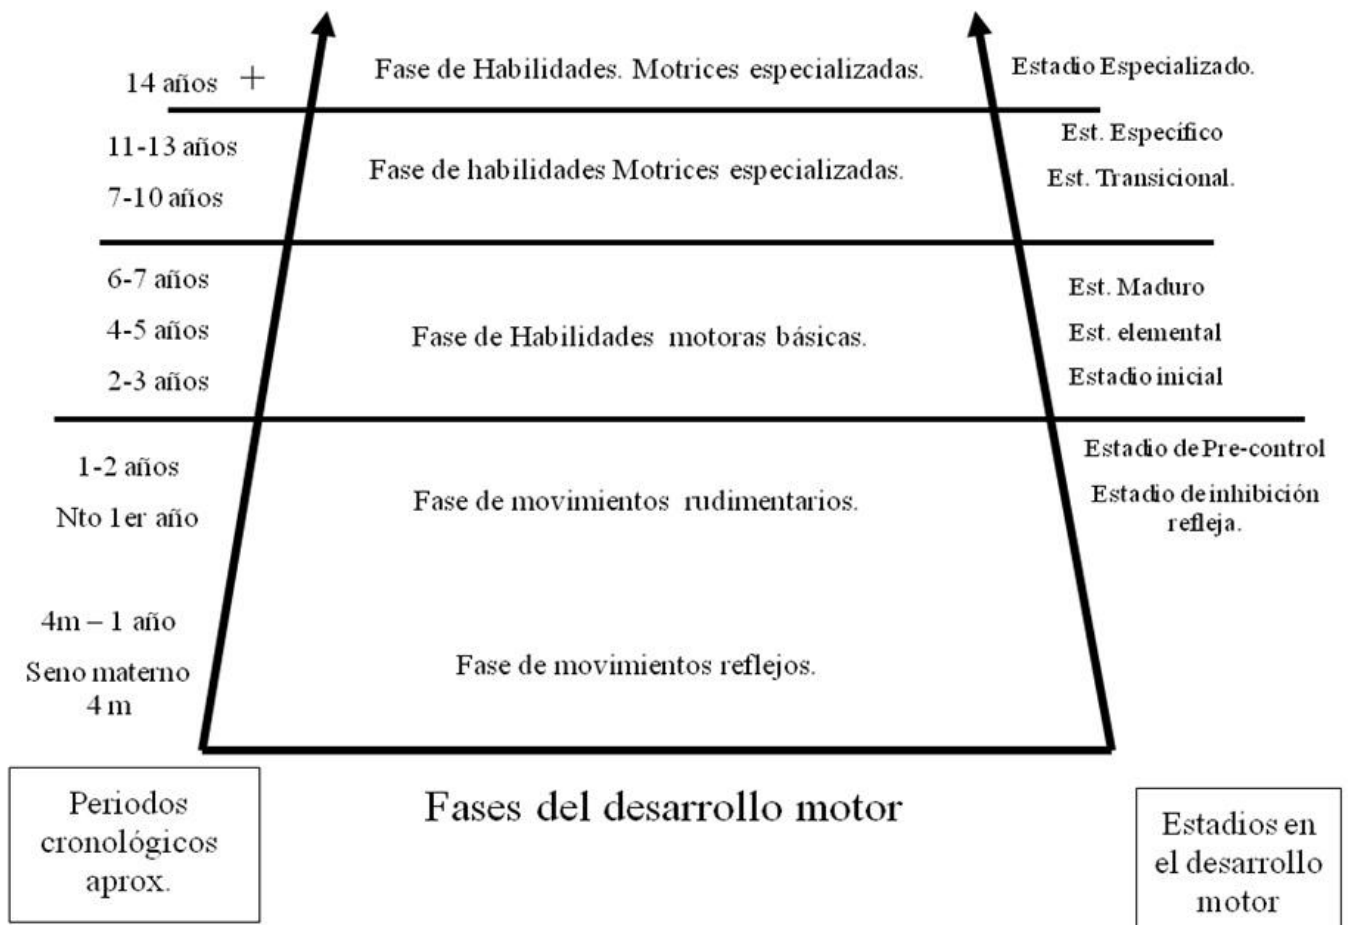 14 años +
Fase de Habilidades. Motrices especializadas.
Estadio Especializado.
11-13 años
7-10 años
Fase de habilidades Motrices especializadas.
Est. Específico
Est. Transicional.
6-7 años
4-5 años
2-3 años
Fase de Habilidades motoras básicas.
Est. Maduro
Est. elemental
Estadio inicial
1-2 años
Nto 1er año
Fase de movimientos rudimentarios.
Estadio de Pre-control
Estadio de inhibición
refleja.
4m – 1 año
Seno materno
4 m
Fase de movimientos reflejos.
Periodos
cronológicos
aprox.
Fases del desarrollo motor
Estadios en
el desarrollo
motor